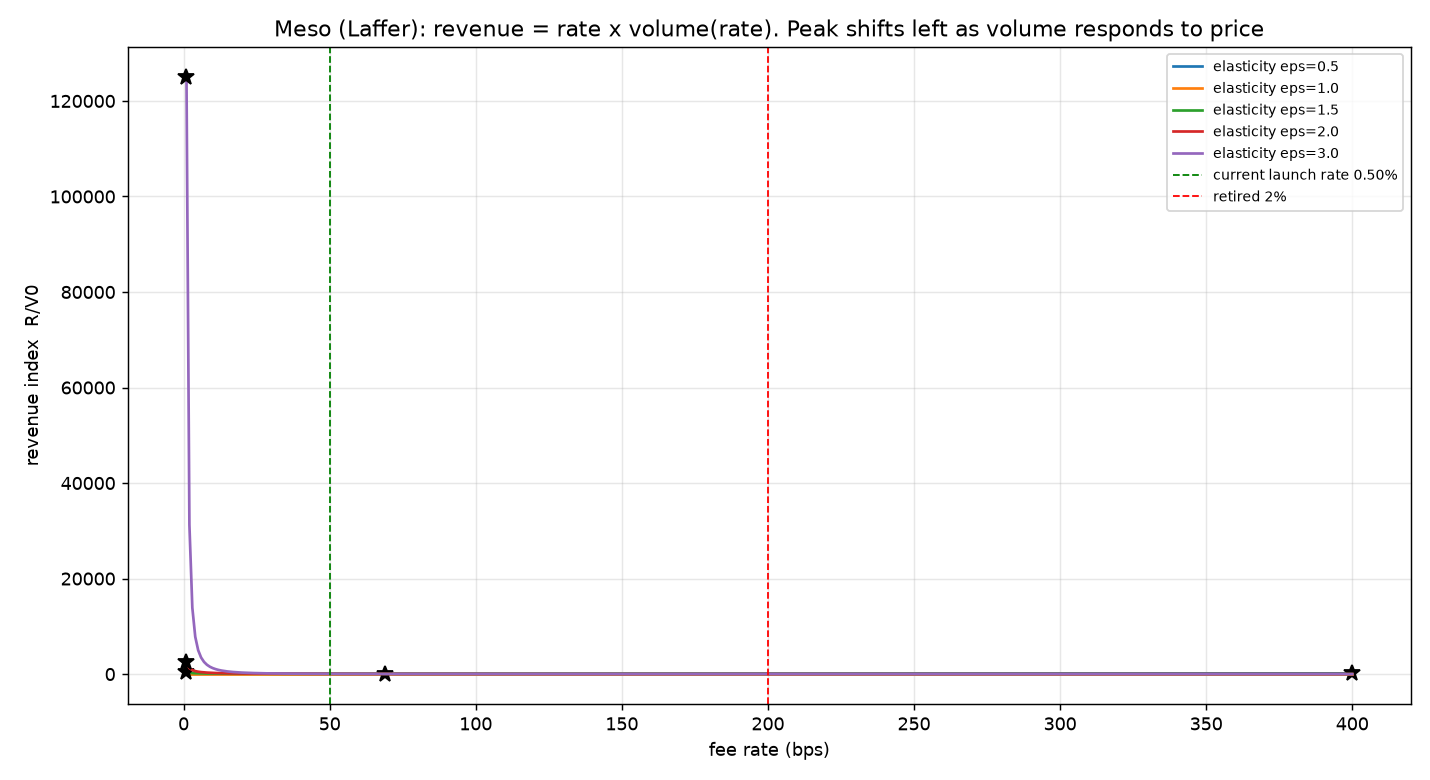 Meso (Laffer): revenue = rate x volume(rate). Peak shifts left as volume responds to price
elasticity eps=0.5
elasticity eps=1.0
elasticity eps=1.5
elasticity eps=2.0
elasticity eps=3.0
current launch rate 0.50%
retired 2%
revenue index  R/V0
120000
100000
80000
60000
40000
20000
0
0 50 100 150 200 250 300 350 400
fee rate (bps)